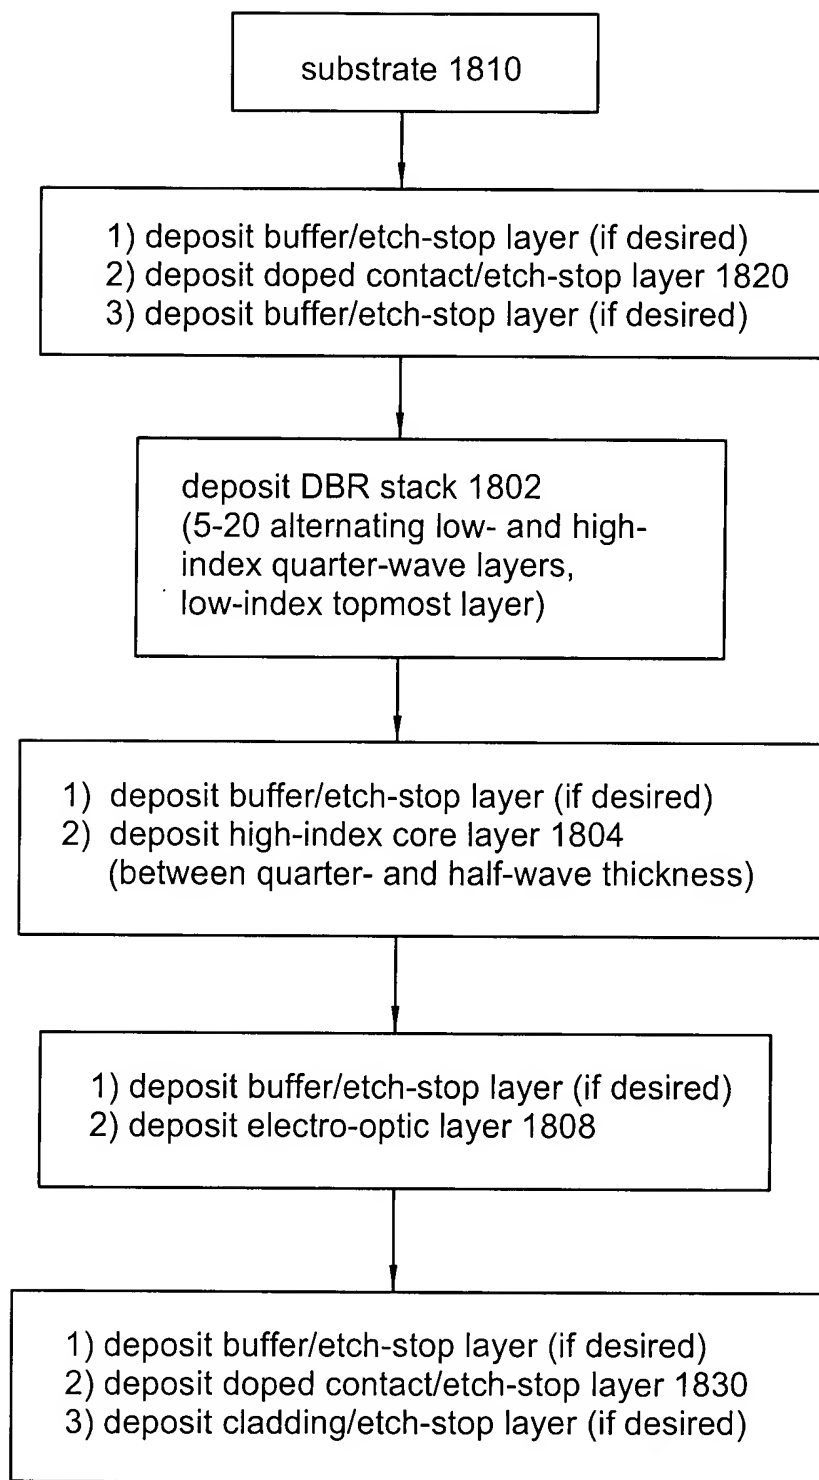 substrate 1810
1) deposit buffer/etch-stop layer (if desired)
2) deposit doped contact/etch-stop layer 1820
3) deposit buffer/etch-stop layer (if desired)
deposit DBR stack 1802
(5-20 alternating low- and high-
index quarter-wave layers,
low-index topmost layer)
1) deposit buffer/etch-stop layer (if desired)
2) deposit high-index core layer 1804
(between quarter- and half-wave thickness)
1) deposit buffer/etch-stop layer (if desired)
2) deposit electro-optic layer 1808
1) deposit buffer/etch-stop layer (if desired)
2) deposit doped contact/etch-stop layer 1830
3) deposit cladding/etch-stop layer (if desired)